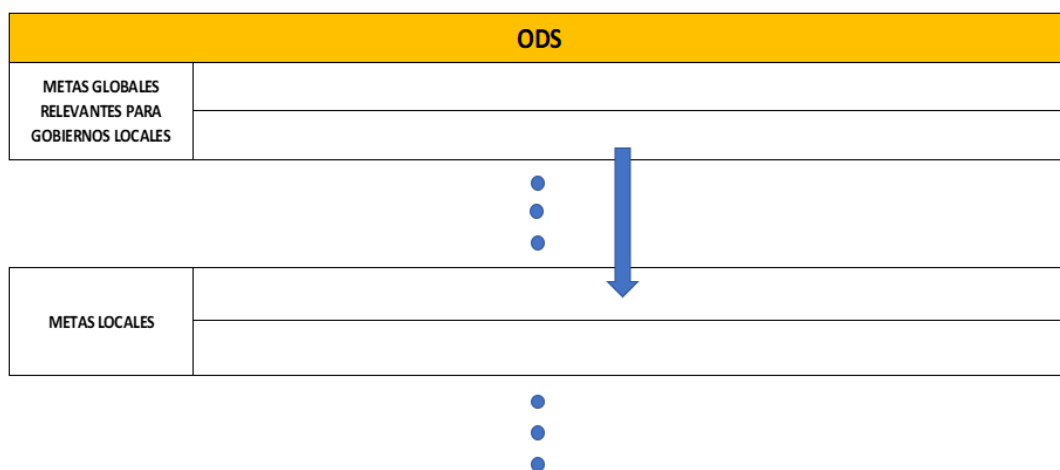 ODS
METAS GLOBALES
RELEVANTES PARA
GOBIERNOS LOCALES
METAS LOCALES